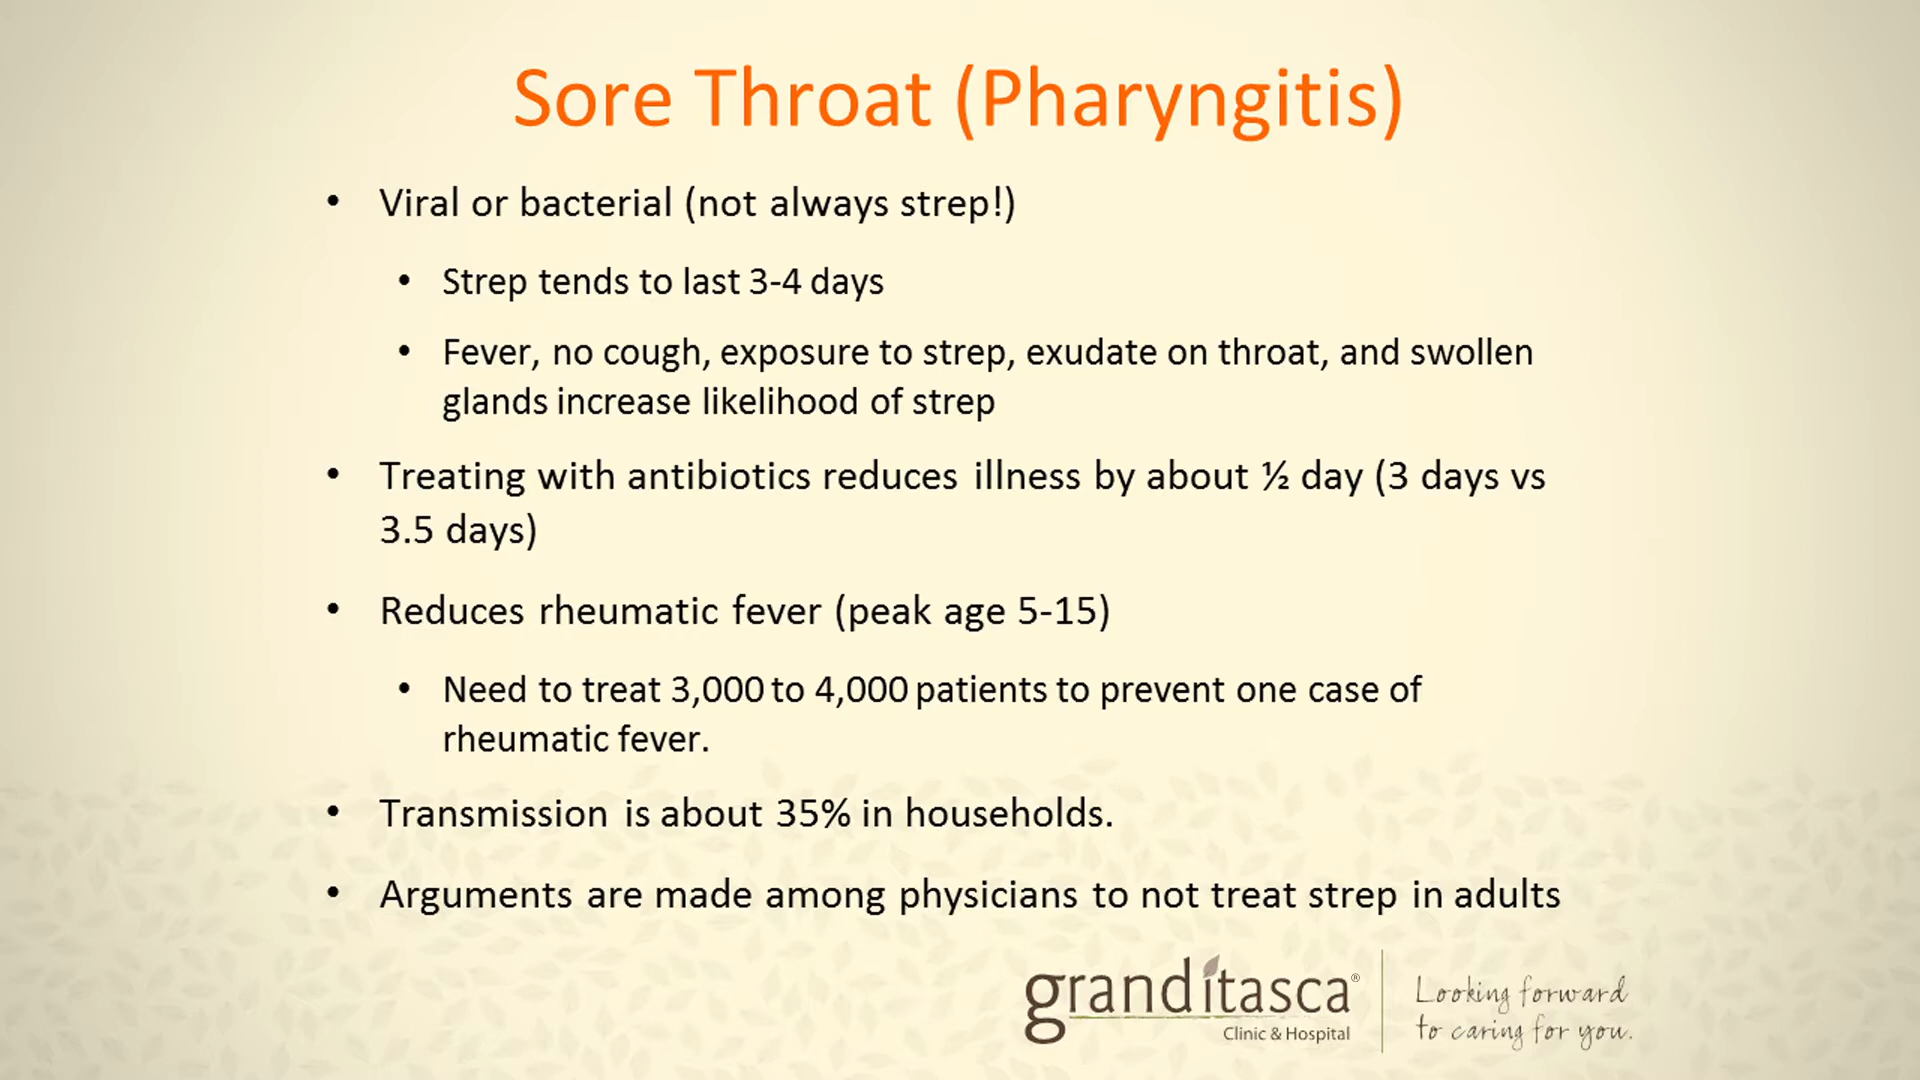 Sore Throat (Pharyngitis)
• Viral or bacterial (not always strep!)
• Strep tends to last 3-4 days
• Fever, no cough, exposure to strep, exudate on throat, and swollen
glands increase likelihood of strep
• Treating with antibiotics reduces illness by about ½ day (3 days vs
3.5 days)
• Reduces rheumatic fever (peak age 5-15)
• Need to treat 3,000 to 4,000 patients to prevent one case of
rheumatic fever.
• Transmission is about 35% in households.
• Arguments are made among physicians to not treat strep in adults
granditasca®
Clinic & Hospital
Looking forward
to caring for you.